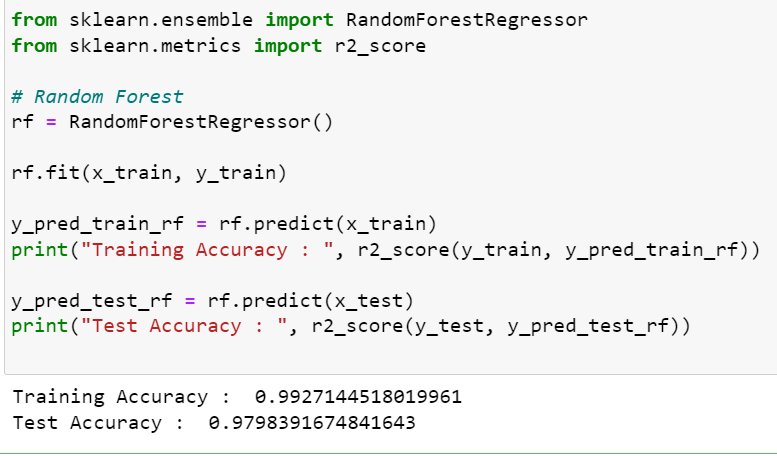 from sklearn.ensemble import RandomForestRegressor
from sklearn.metrics import r2_score
# Random Forest
rf = RandomForestRegressor()
rf.fit(x_train, y_train)
y_pred_train_rf = rf.predict(x_train)
print("Training Accuracy : ", r2_score(y_train, y_pred_train_rf))
y_pred_test_rf = rf.predict(x_test)
print("Test Accuracy : ", r2_score(y_test, y_pred_test_rf))
Training Accuracy :  0.9927144518019961
Test Accuracy :  0.9798391674841643